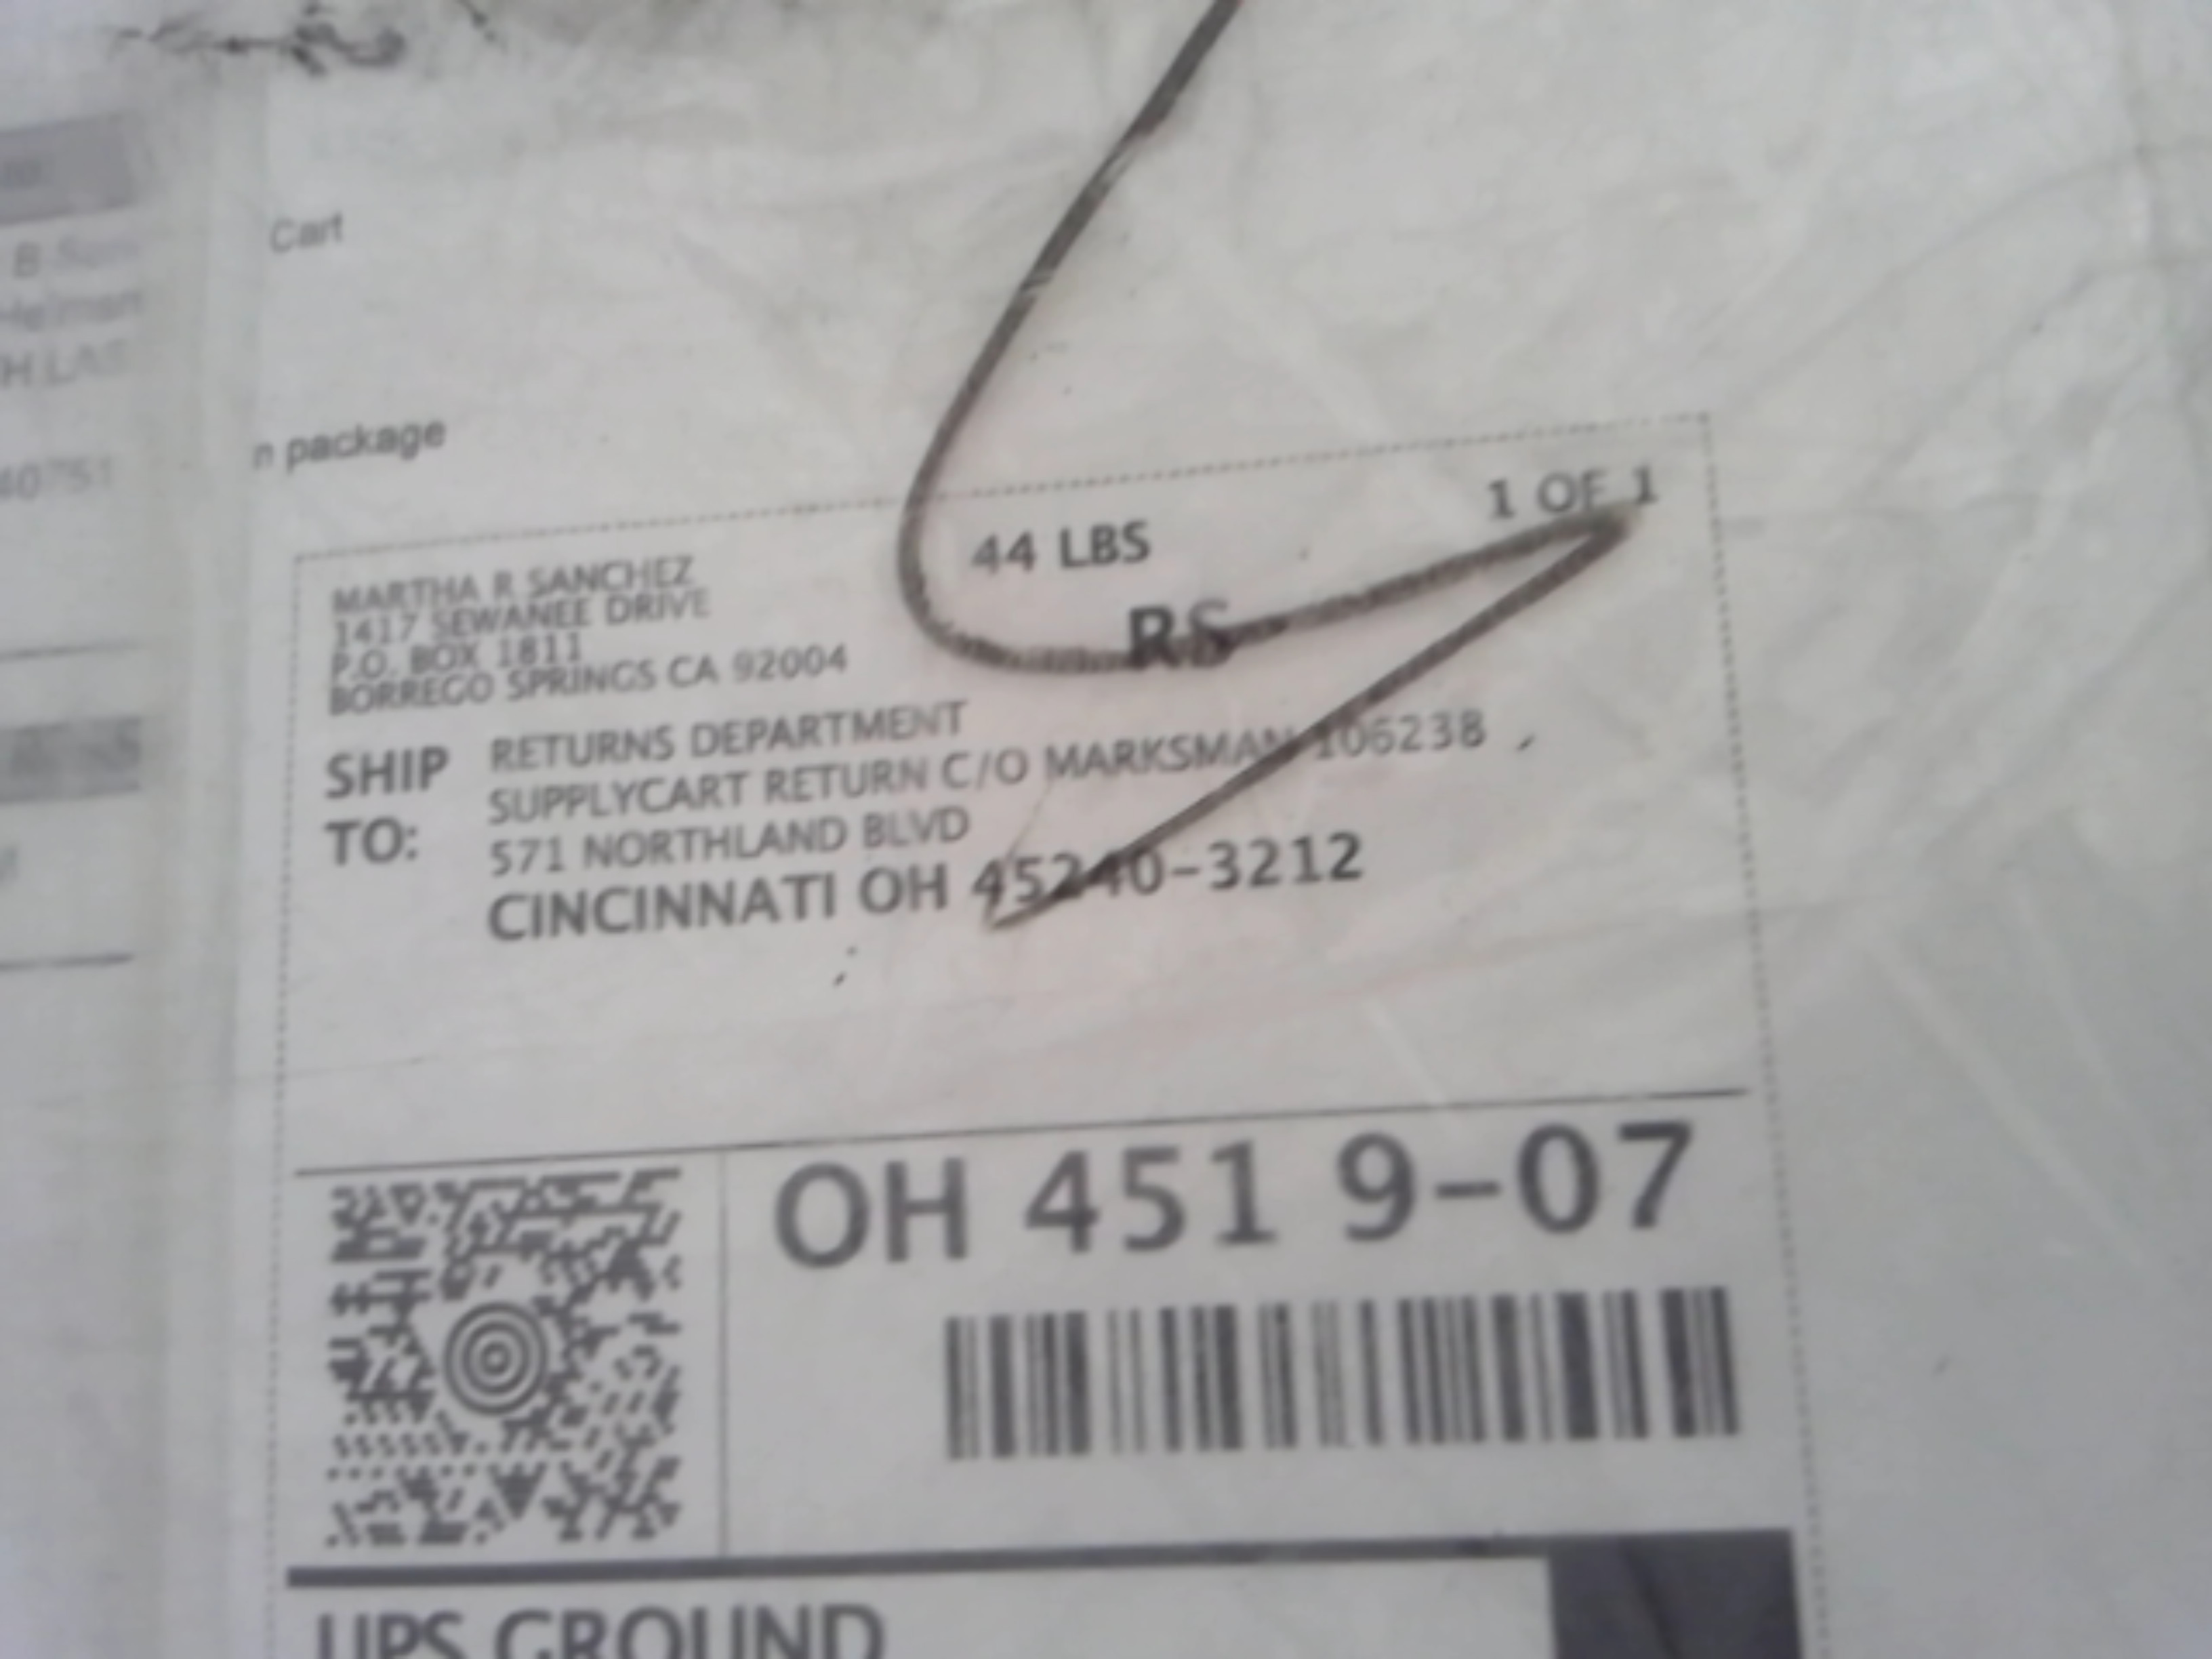 Cart
package
44 LBS
1 OF 1
MARTHA R SANCHEZ
1417 SEWANEE DRIVE
P.O. BOX 1811
BORREGO SPRINGS CA 92004
RS
SHIP TO:
RETURNS DEPARTMENT
SUPPLYCART RETURN C/O MARKSMAN 106238
571 NORTHLAND BLVD
CINCINNATI OH 45240-3212
OH 451 9-07
UPS GROUND